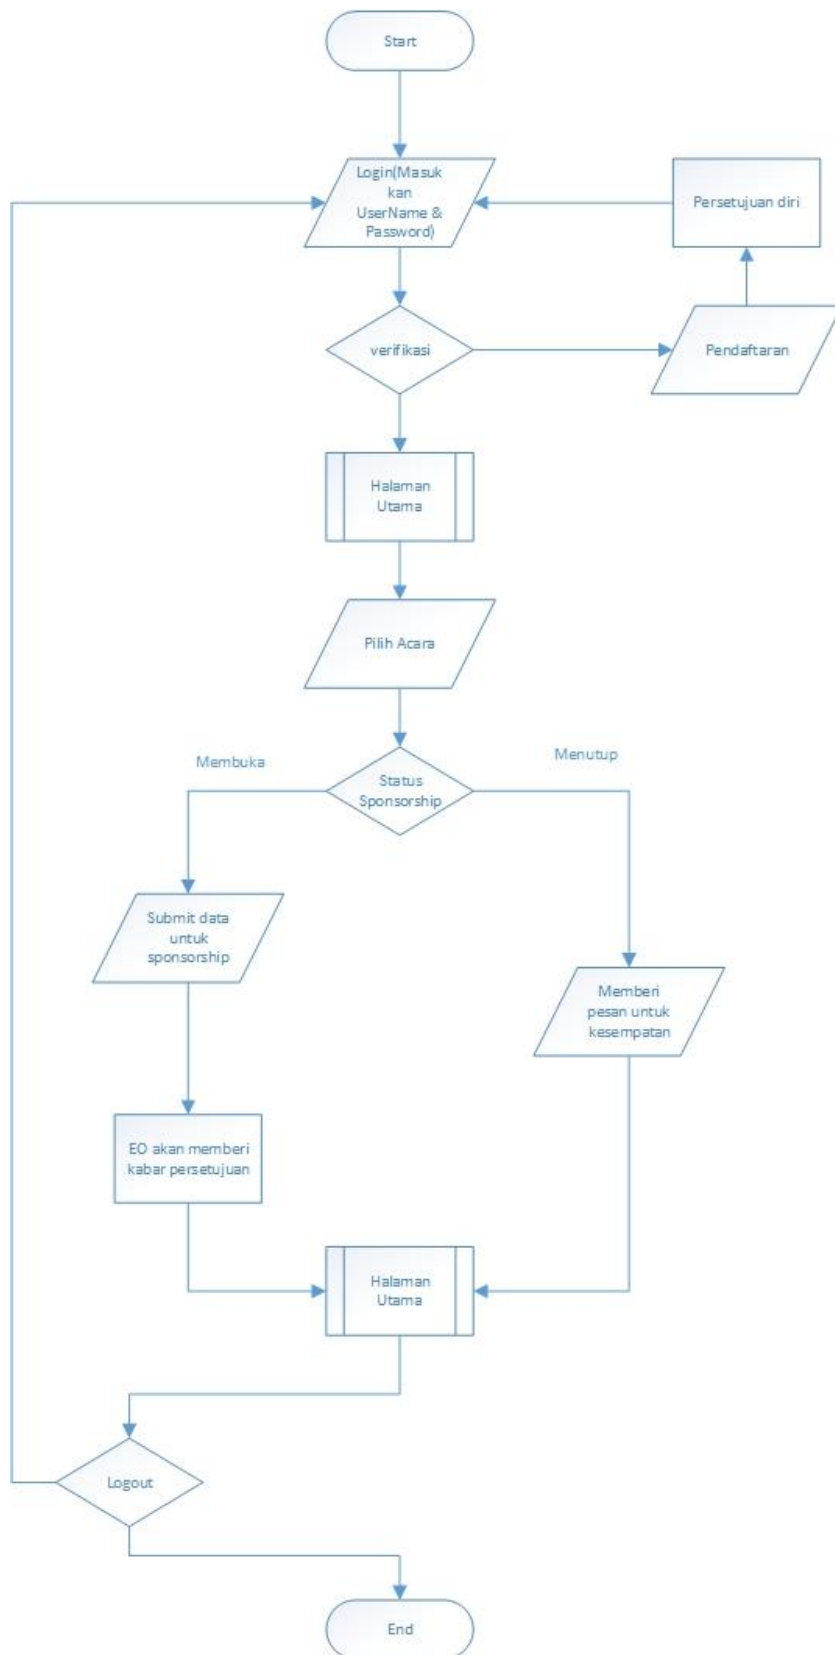 Start
Login(Masuk
kan
UserName &
Password)
Persetujuan diri
verifikasi
Pendaftaran
Halaman
Utama
Pilih Acara
Membuka
Menutup
Status
Sponsorship
Submit data
untuk
sponsorship
Memberi
pesan untuk
kesempatan
EO akan memberi
kabar persetujuan
Halaman
Utama
Logout
End